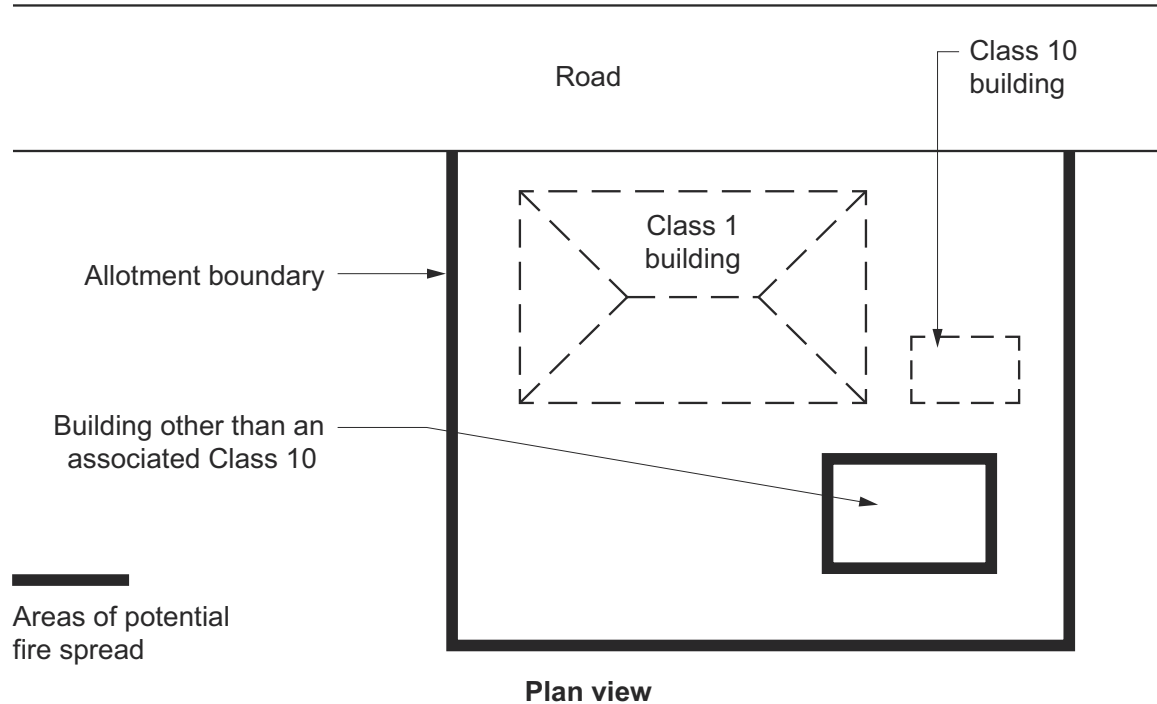 Road
Class 10
building
Class 1
building
Allotment boundary
Building other than an
associated Class 10
Areas of potential
fire spread
Plan view